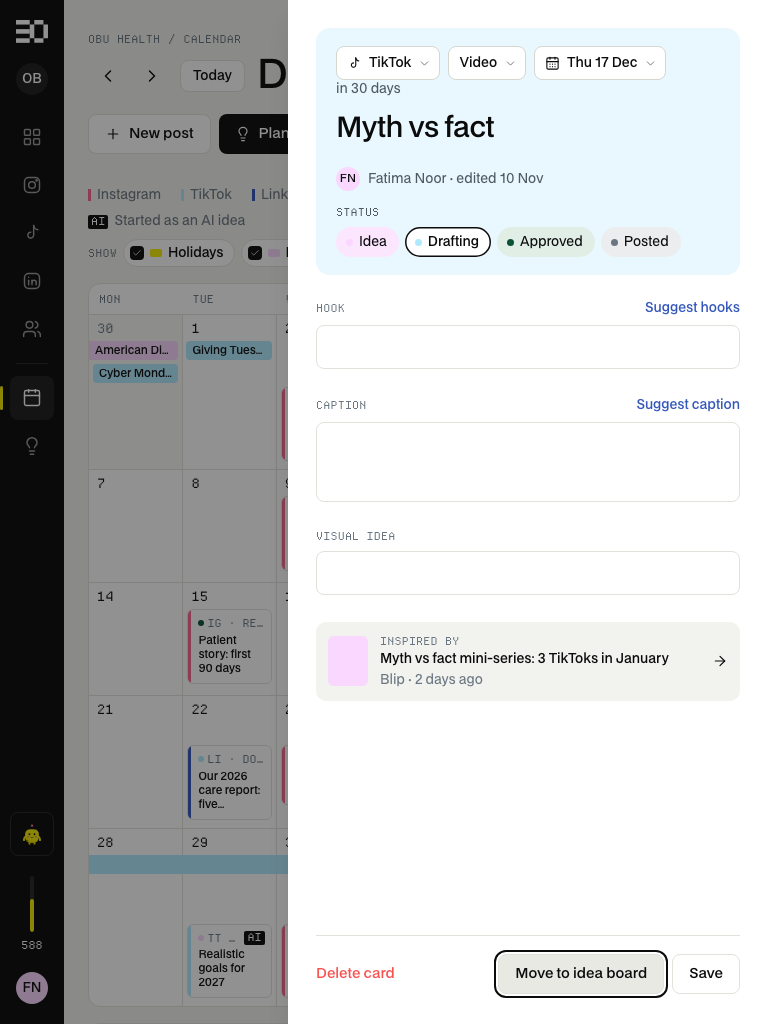 OBU HEALTH / CALENDAR
OB
Today
D
New post
Plan
Instagram
TikTok
Link
AI Started as an AI idea
SHOW
Holidays
MON
TUE
30
1
American Di…
Giving Tues…
Cyber Mond…
7
8
14
15
IG · RE…
Patient
story: first
90 days
21
22
LI · DO…
Our 2026
care report:
five…
28
29
TT … AI
Realistic
goals for
2027
588
FN
TikTok
Video
Thu 17 Dec
in 30 days
Myth vs fact
FN Fatima Noor · edited 10 Nov
STATUS
Idea
Drafting
Approved
Posted
HOOK
Suggest hooks
CAPTION
Suggest caption
VISUAL IDEA
INSPIRED BY
Myth vs fact mini-series: 3 TikToks in January
Blip · 2 days ago
Delete card
Move to idea board
Save